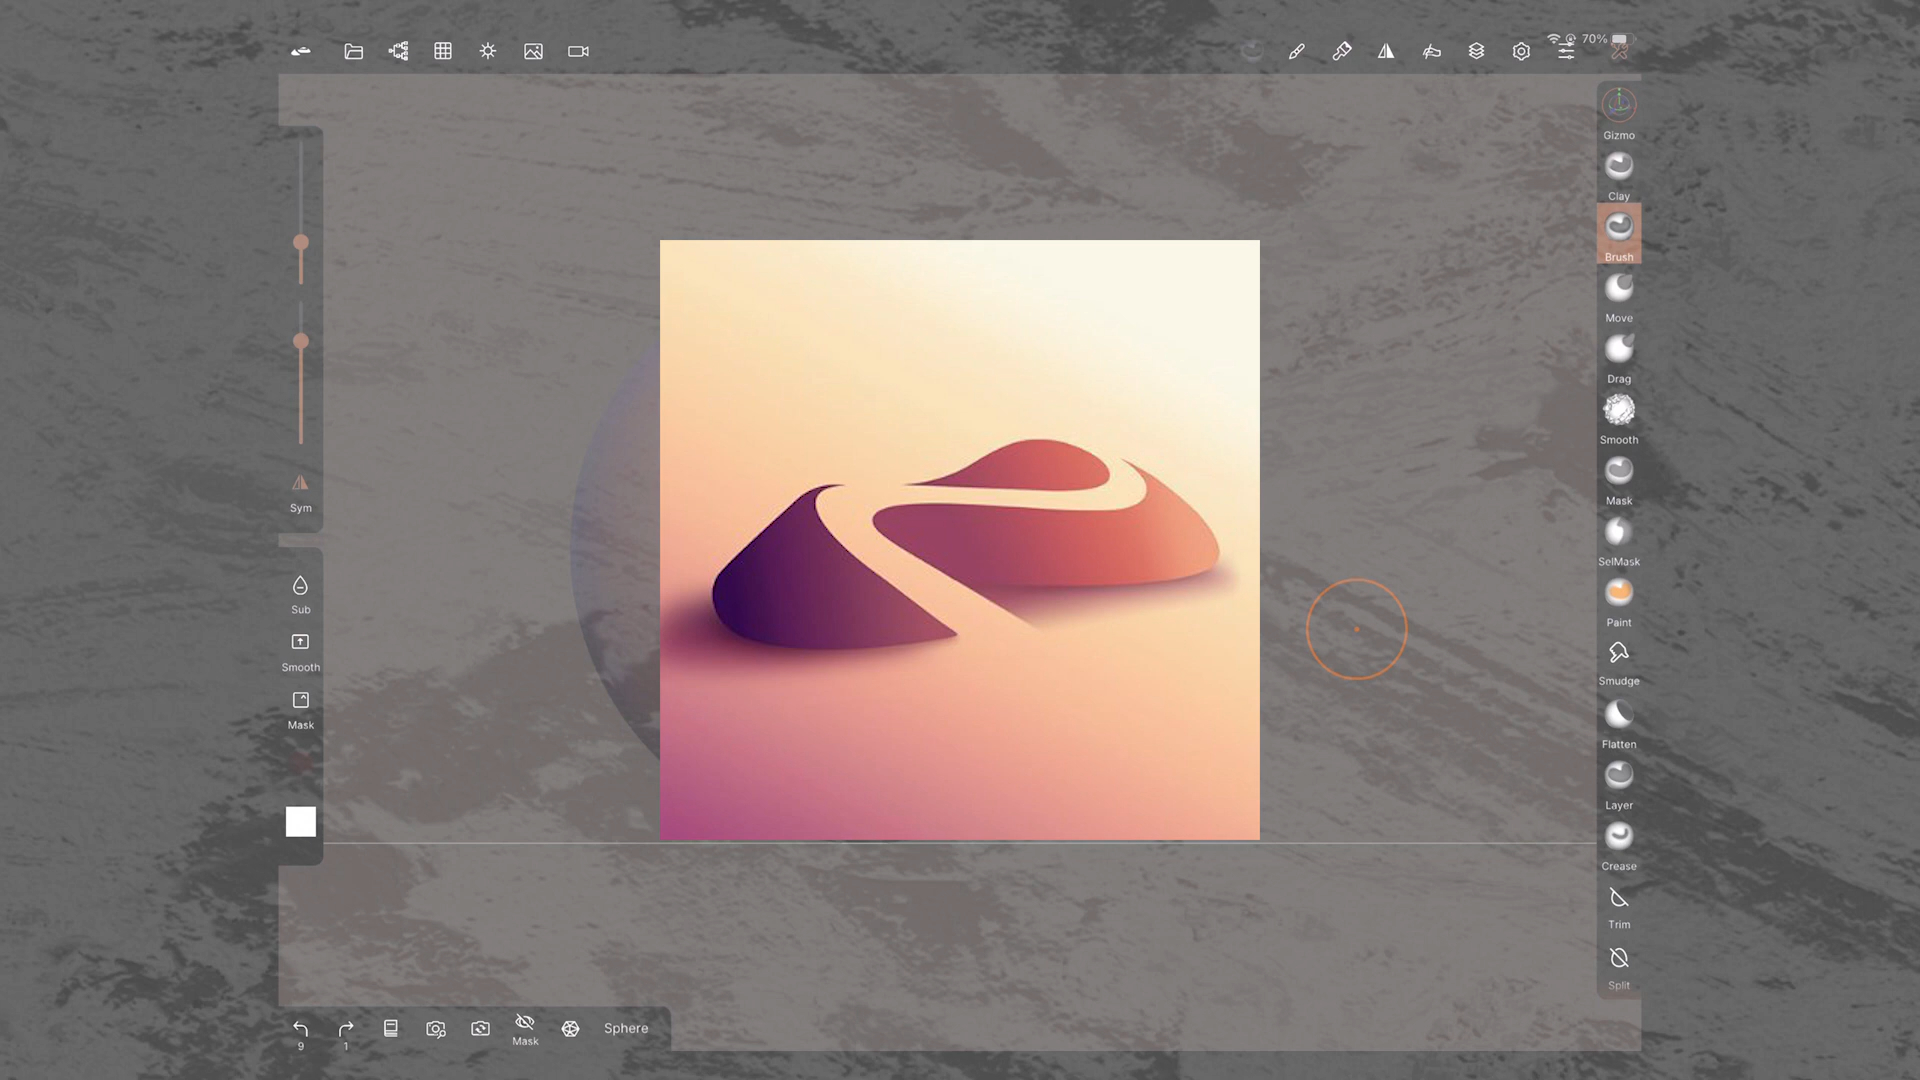 70%
Gizmo
Clay
Brush
Move
Drag
Smooth
Mask
SelMask
Paint
Smudge
Flatten
Layer
Crease
Trim
Split
Sym
Sub
Smooth
Mask
9
1
Mask
Sphere